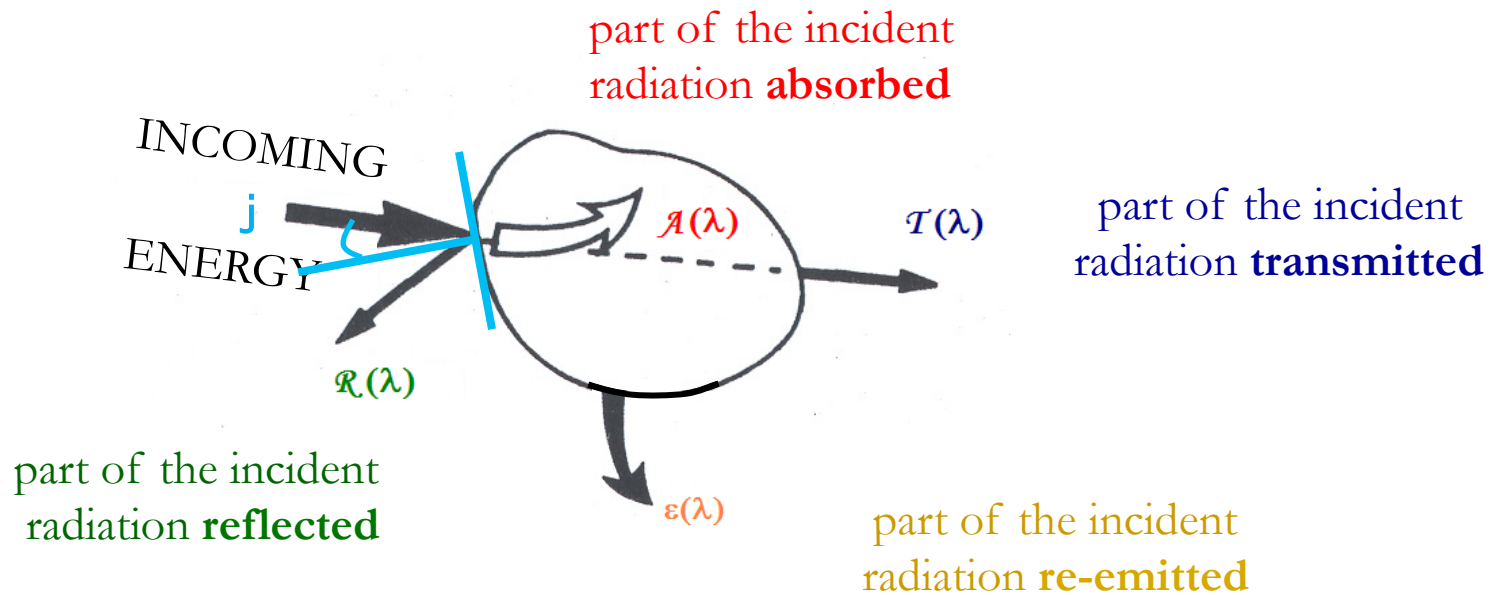 part of the incident
radiation absorbed
INCOMING
j
ENERGY
A(λ)
T(λ)
part of the incident
radiation transmitted
R(λ)
part of the incident
radiation reflected
ε(λ)
part of the incident
radiation re-emitted